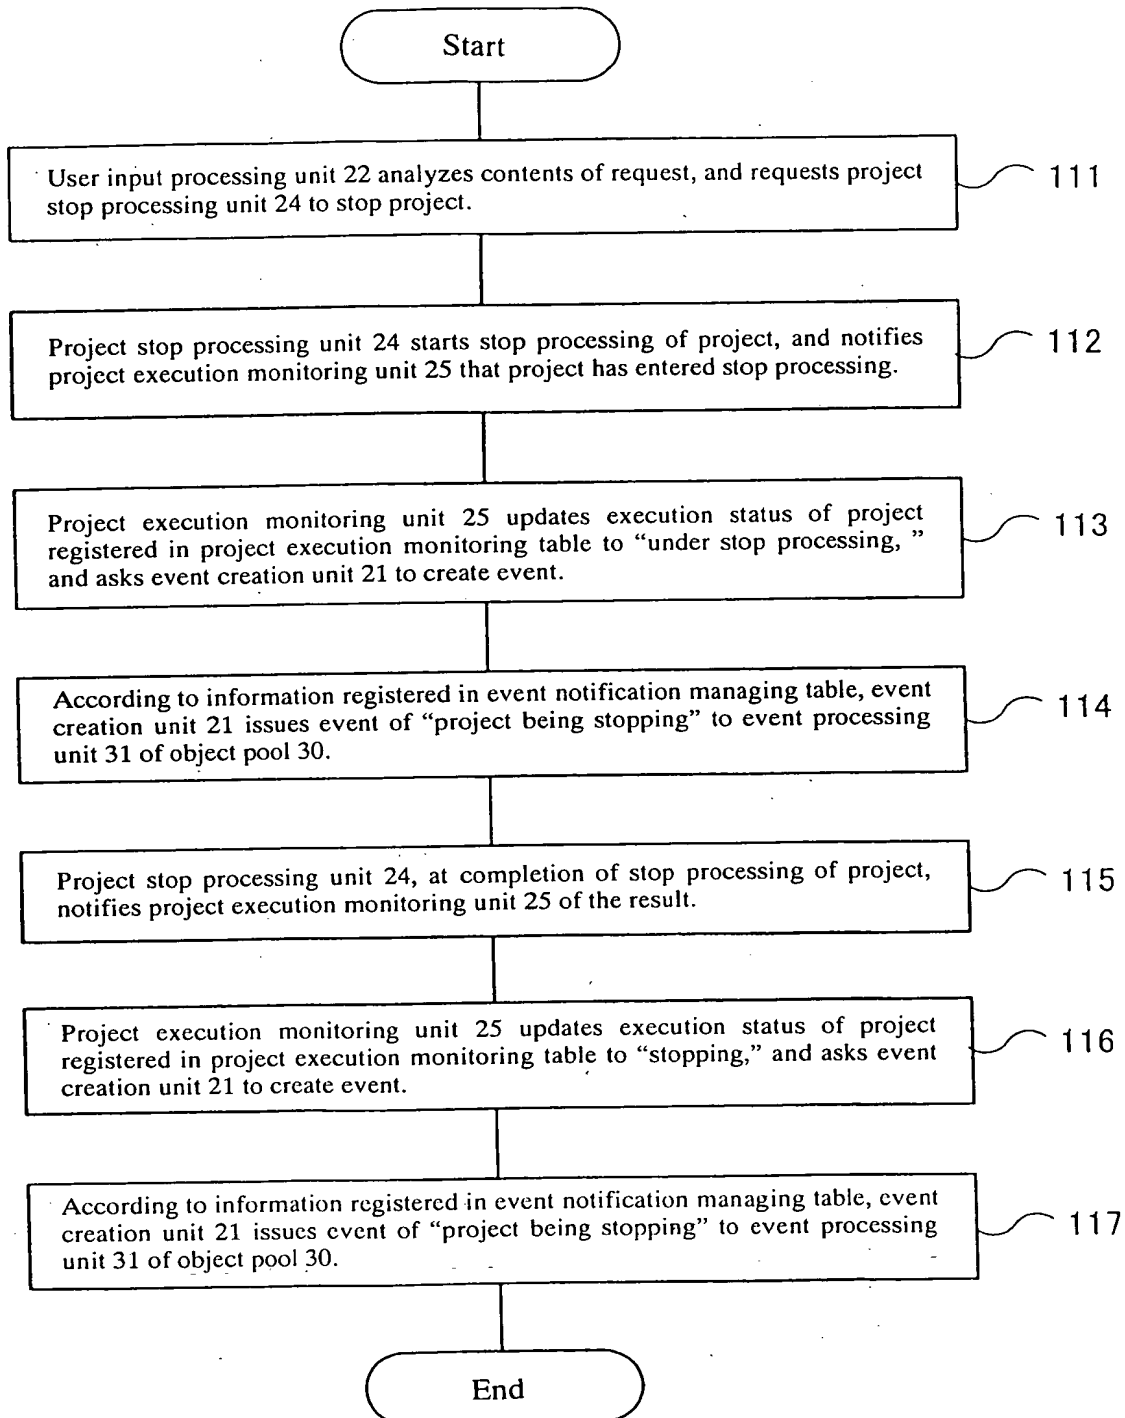 Start
User input processing unit 22 analyzes contents of request, and requests project
stop processing unit 24 to stop project.
111
Project stop processing unit 24 starts stop processing of project, and notifies
project execution monitoring unit 25 that project has entered stop processing.
112
Project execution monitoring unit 25 updates execution status of project
registered in project execution monitoring table to “under stop processing, ”
and asks event creation unit 21 to create event.
113
According to information registered in event notification managing table, event
creation unit 21 issues event of “project being stopping” to event processing
unit 31 of object pool 30.
114
Project stop processing unit 24, at completion of stop processing of project,
notifies project execution monitoring unit 25 of the result.
115
Project execution monitoring unit 25 updates execution status of project
registered in project execution monitoring table to “stopping,” and asks event
creation unit 21 to create event.
116
According to information registered in event notification managing table, event
creation unit 21 issues event of “project being stopping” to event processing
unit 31 of object pool 30.
117
End